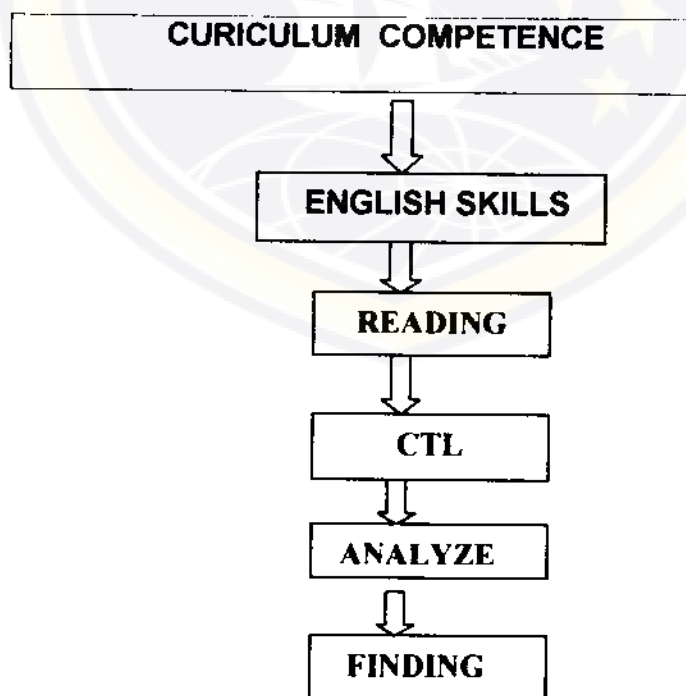 CURICULUM COMPETENCE
ENGLISH SKILLS
READING
CTL
ANALYZE
FINDING